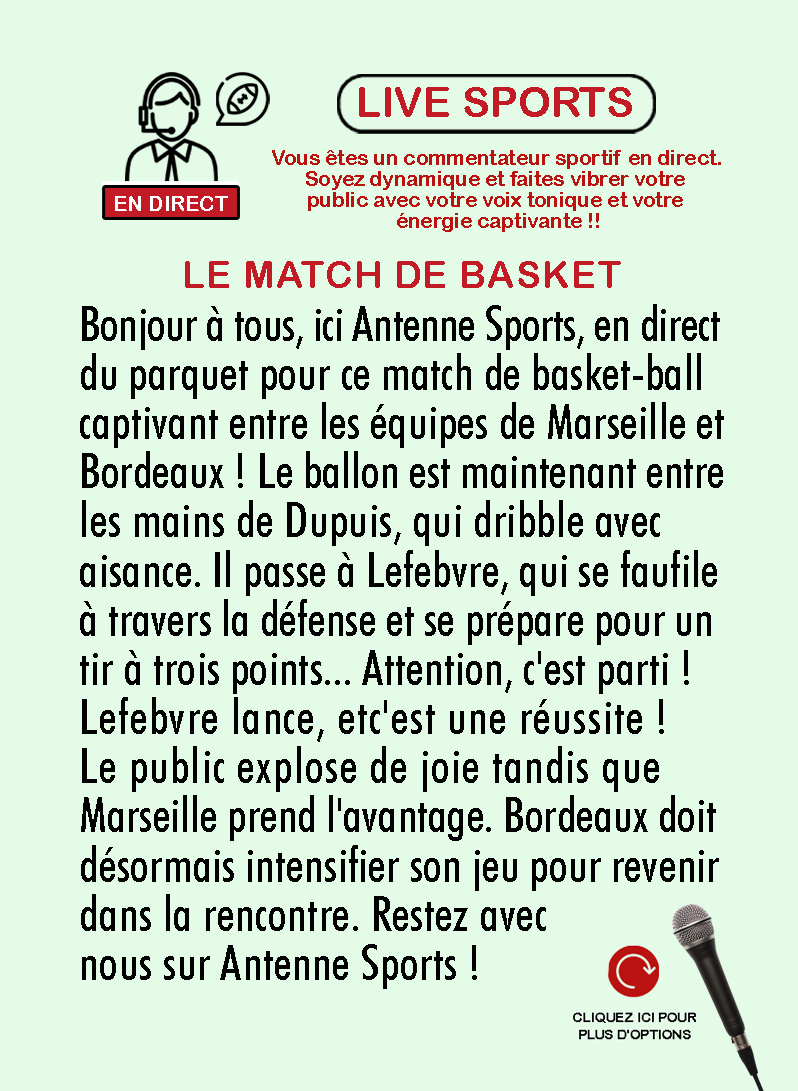 LIVE SPORTS
Vous êtes un commentateur sportif en direct.
Soyez dynamique et faites vibrer votre
public avec votre voix tonique et votre
énergie captivante !!
EN DIRECT
LE MATCH DE BASKET
Bonjour à tous, ici Antenne Sports, en direct
du parquet pour ce match de basket-ball
captivant entre les équipes de Marseille et
Bordeaux ! Le ballon est maintenant entre
les mains de Dupuis, qui dribble avec
aisance. Il passe à Lefebvre, qui se faufile
à travers la défense et se prépare pour un
tir à trois points... Attention, c'est parti !
Lefebvre lance, etc'est une réussite !
Le public explose de joie tandis que
Marseille prend l'avantage. Bordeaux doit
désormais intensifier son jeu pour revenir
dans la rencontre. Restez avec
nous sur Antenne Sports !
CLIQUEZ ICI POUR
PLUS D'OPTIONS